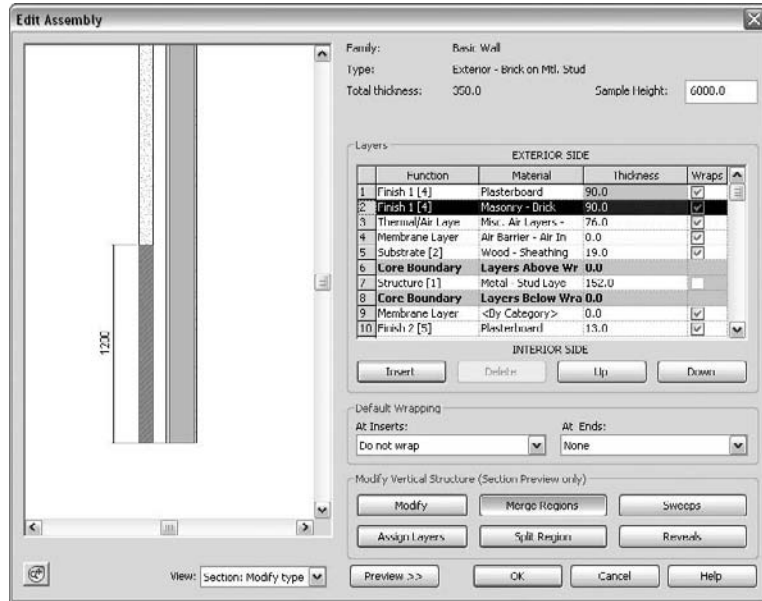 Edit Assembly
Family: Basic Wall
Type: Exterior - Brick on Mtl. Stud
Total thickness: 350.0 Sample Height: 6000.0
Layers
EXTERIOR SIDE
Function Material Thickness Wraps
1 Finish 1 [4] Plasterboard 90.0
2 Finish 1 [4] Masonry - Brick 90.0
3 Thermal/Air Laye Misc. Air Layers - 76.0
4 Membrane Layer Air Barrier - Air In 0.0
5 Substrate [2] Wood - Sheathing 19.0
6 Core Boundary Layers Above Wr 0.0
7 Structure [1] Metal - Stud Laye 152.0
8 Core Boundary Layers Below Wra 0.0
9 Membrane Layer <By Category> 0.0
10 Finish 2 [5] Plasterboard 13.0
INTERIOR SIDE
Insert Delete Up Down
Default Wrapping
At Inserts: At Ends:
Do not wrap None
Modify Vertical Structure (Section Preview only)
Modify Merge Regions Sweeps
Assign Layers Split Region Reveals
1200
View: Section: Modify type Preview >> OK Cancel Help